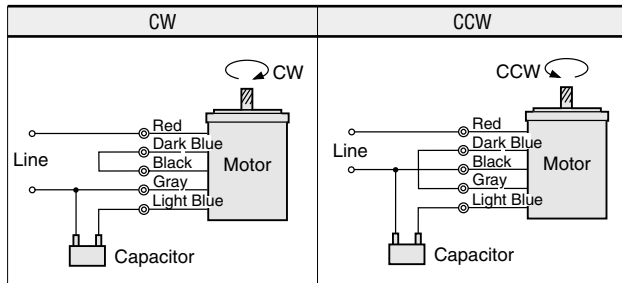 CW
CCW
CW
Red
Dark Blue
Black
Gray
Light Blue
Line
Motor
Capacitor
CCW
Red
Dark Blue
Black
Gray
Light Blue
Line
Motor
Capacitor